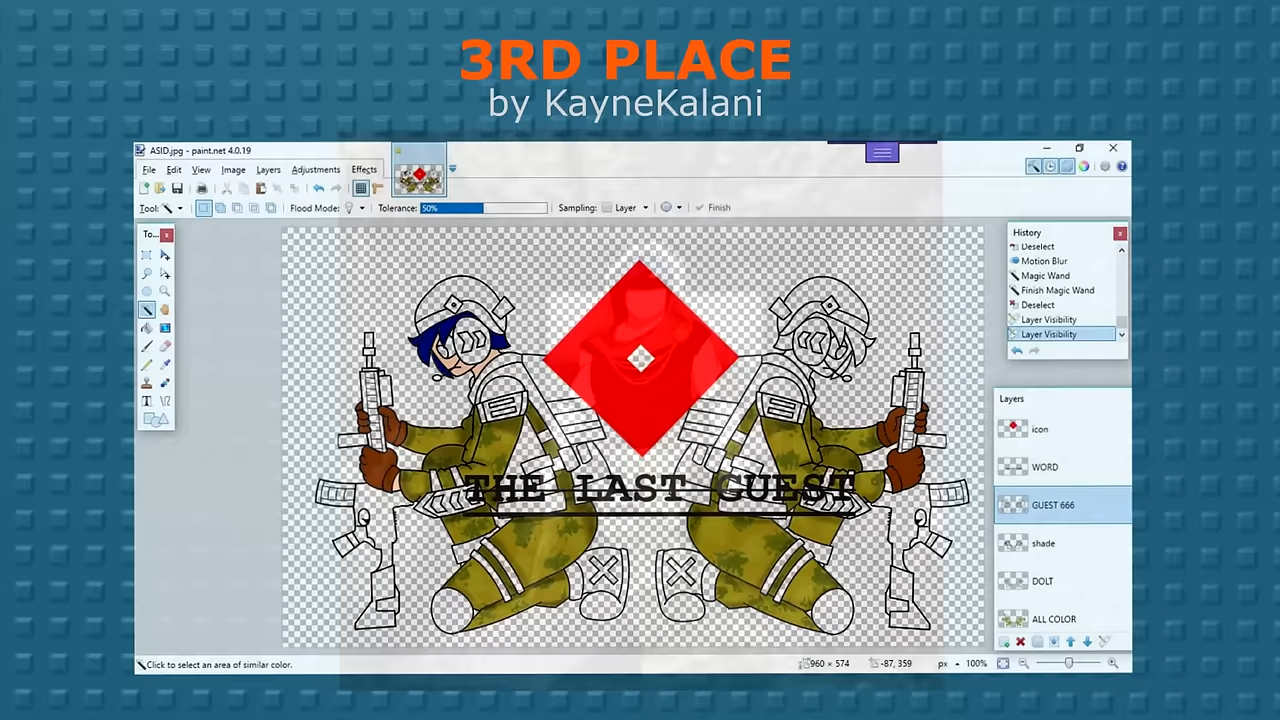 3RD PLACE
by KayneKalani
ASID.jpg - paint.net 4.0.19
File Edit View Image Layers Adjustments Effects
Tool: Flood Mode: Tolerance: 50% Sampling: Layer Finish
To...
History
Deselect
Motion Blur
Magic Wand
Finish Magic Wand
Deselect
Layer Visibility
Layer Visibility
Layers
icon
WORD
GUEST 666
shade
DOLT
ALL COLOR
THE LAST GUEST
Click to select an area of similar color.
960 × 574 -87, 359 px 100%